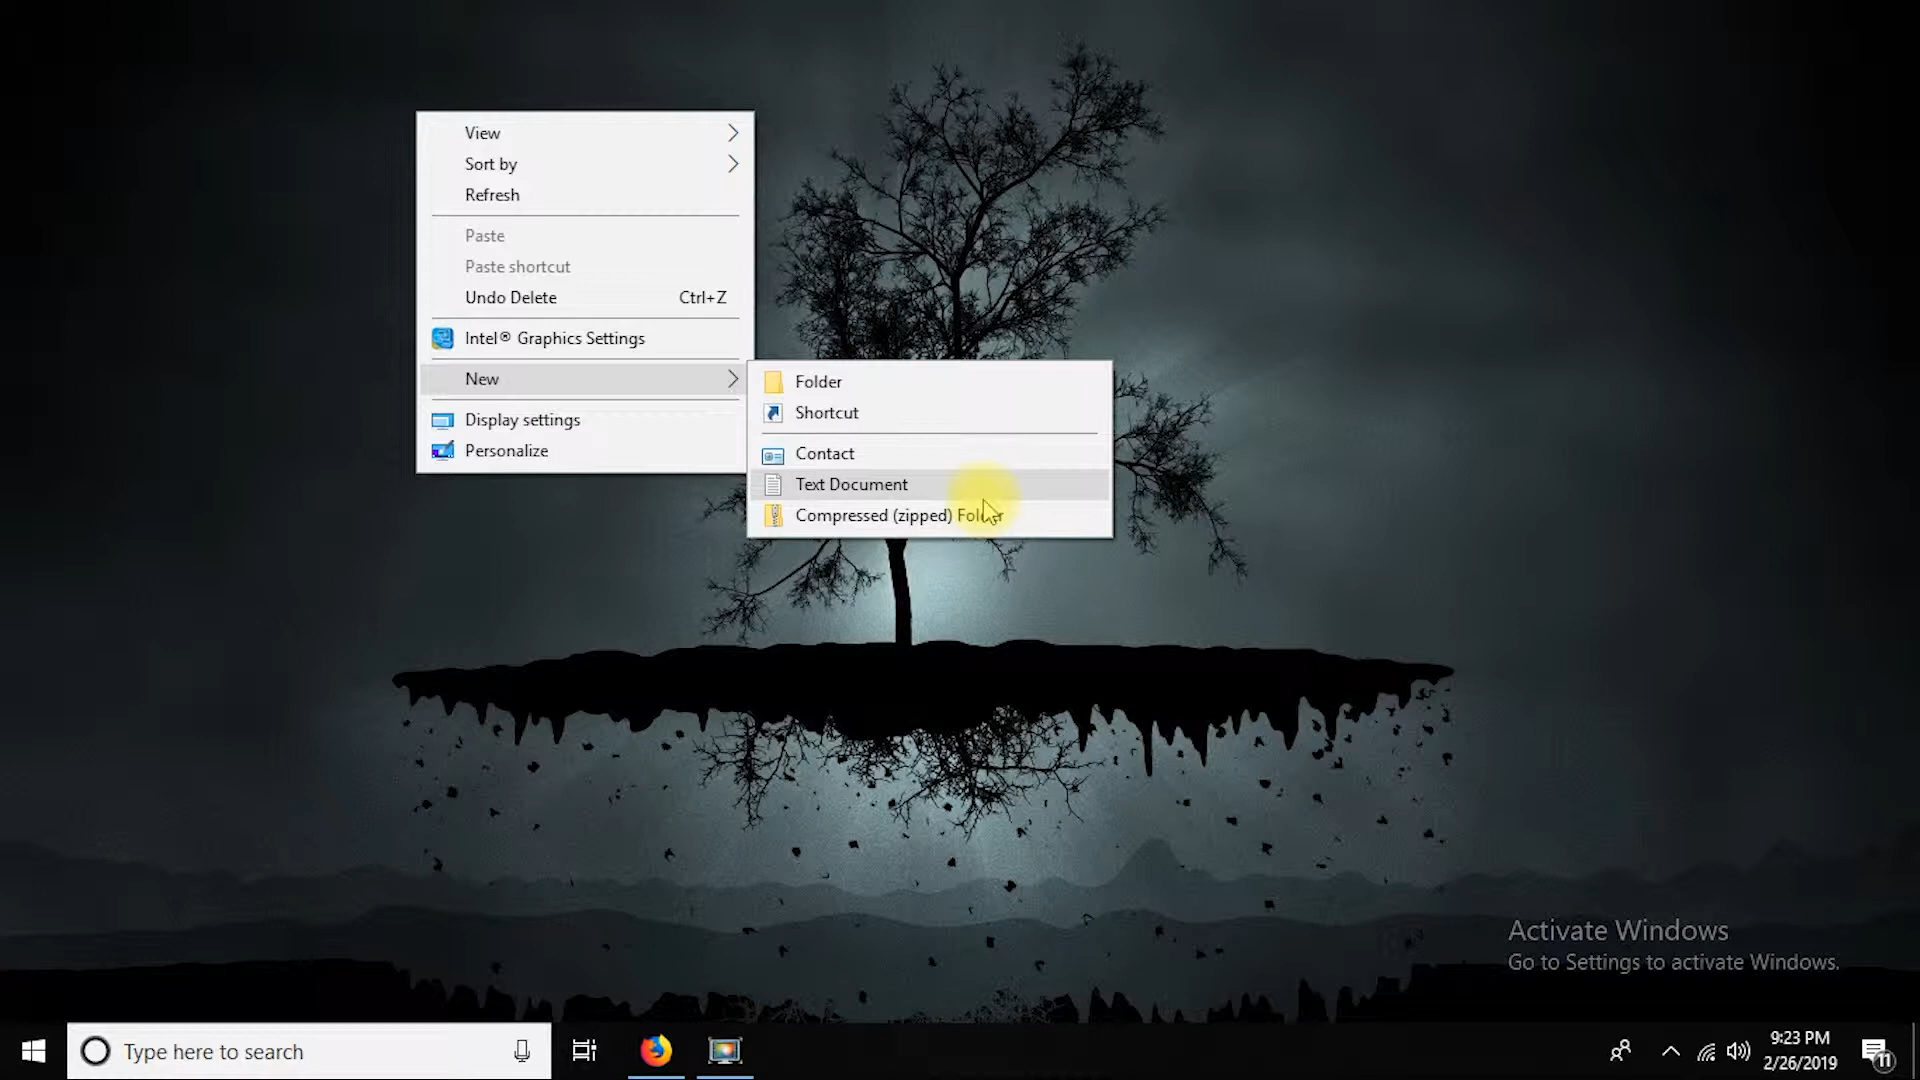 View
Sort by
Refresh
Paste
Paste shortcut
Undo Delete Ctrl+Z
Intel® Graphics Settings
New
Display settings
Personalize
Folder
Shortcut
Contact
Text Document
Compressed (zipped) Folder
Activate Windows
Go to Settings to activate Windows.
Type here to search
9:23 PM
2/26/2019
11